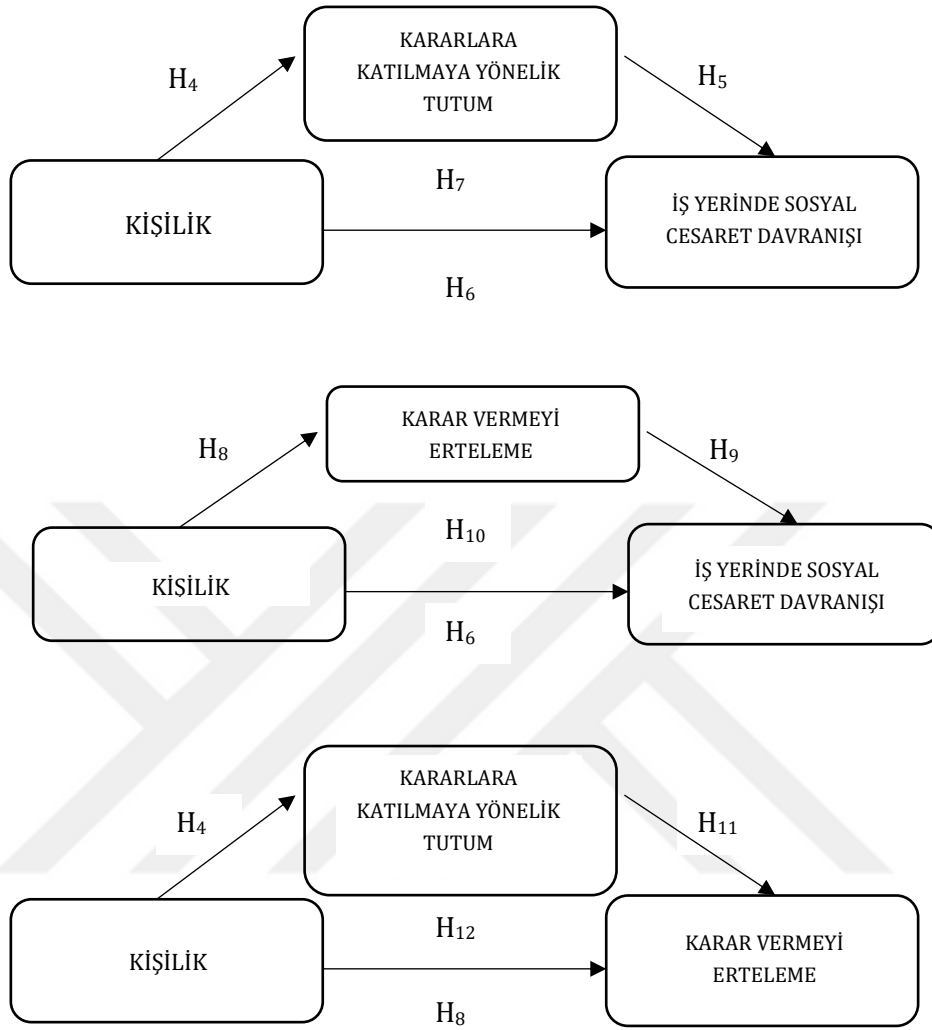 KARARLARA
KATILMAYA YÖNELİK
TUTUM
H₄
H₅
H₇
KİŞİLİK
İŞ YERİNDE SOSYAL
CESARET DAVRANIŞI
H₆
KARAR VERMEYİ
ERTELEME
H₈
H₉
H₁₀
KİŞİLİK
İŞ YERİNDE SOSYAL
CESARET DAVRANIŞI
H₆
KARARLARA
KATILMAYA YÖNELİK
TUTUM
H₄
H₁₁
H₁₂
KİŞİLİK
KARAR VERMEYİ
ERTELEME
H₈